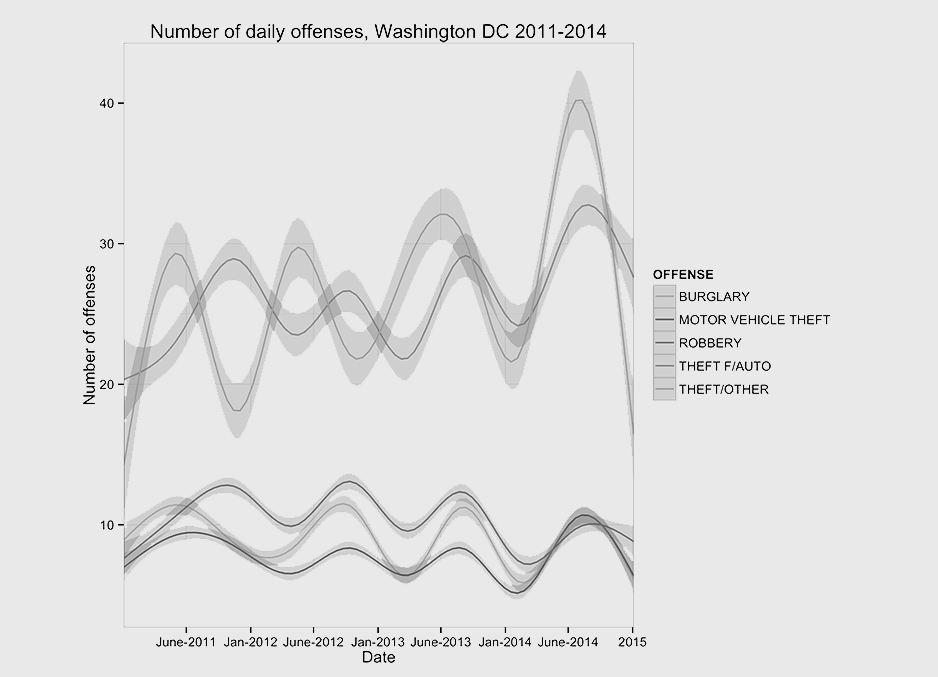 Number of daily offenses, Washington DC 2011-2014
40
30
20
10
Number of offenses
June-2011 Jan-2012 June-2012 Jan-2013 June-2013 Jan-2014 June-2014 2015
Date
OFFENSE
BURGLARY
MOTOR VEHICLE THEFT
ROBBERY
THEFT F/AUTO
THEFT/OTHER